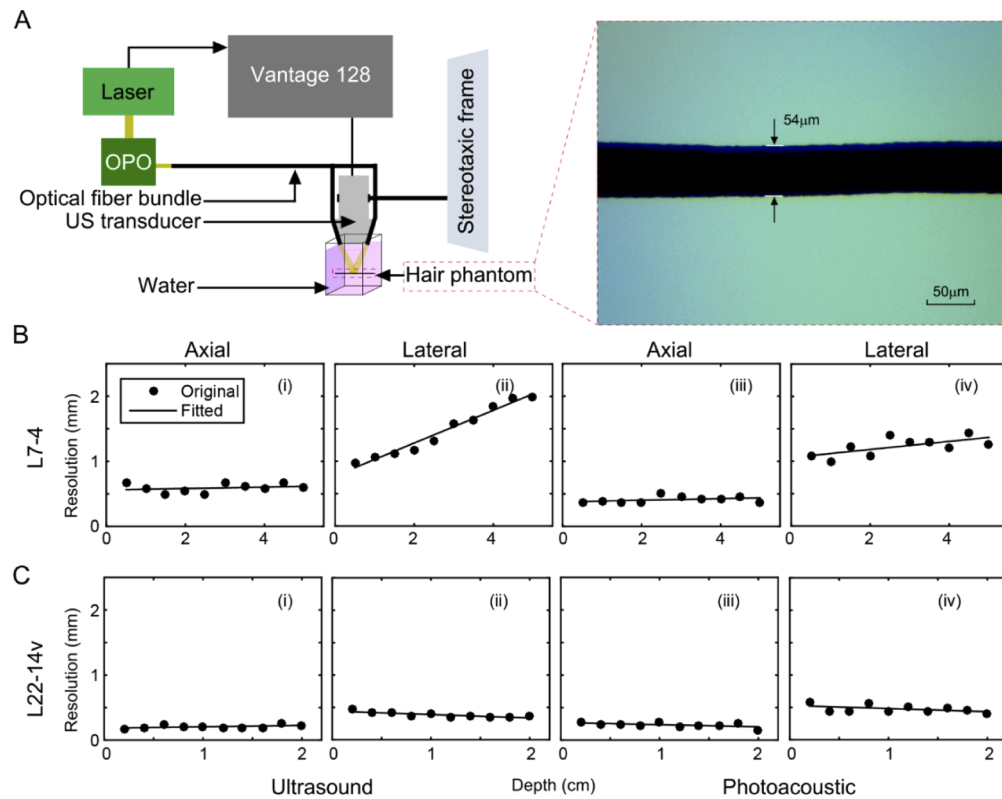 A
Laser
Vantage 128
OPO
Optical fiber bundle
US transducer
Water
Hair phantom
Stereotaxic frame
54µm
50µm
B
Axial
Lateral
Axial
Lateral
L7-4
Resolution (mm)
2
1
0
Original
Fitted
(i)
(ii)
(iii)
(iv)
0 2 4
0 2 4
0 2 4
0 2 4
C
L22-14v
Resolution (mm)
2
1
0
(i)
(ii)
(iii)
(iv)
0 1 2
0 1 2
0 1 2
0 1 2
Ultrasound
Depth (cm)
Photoacoustic